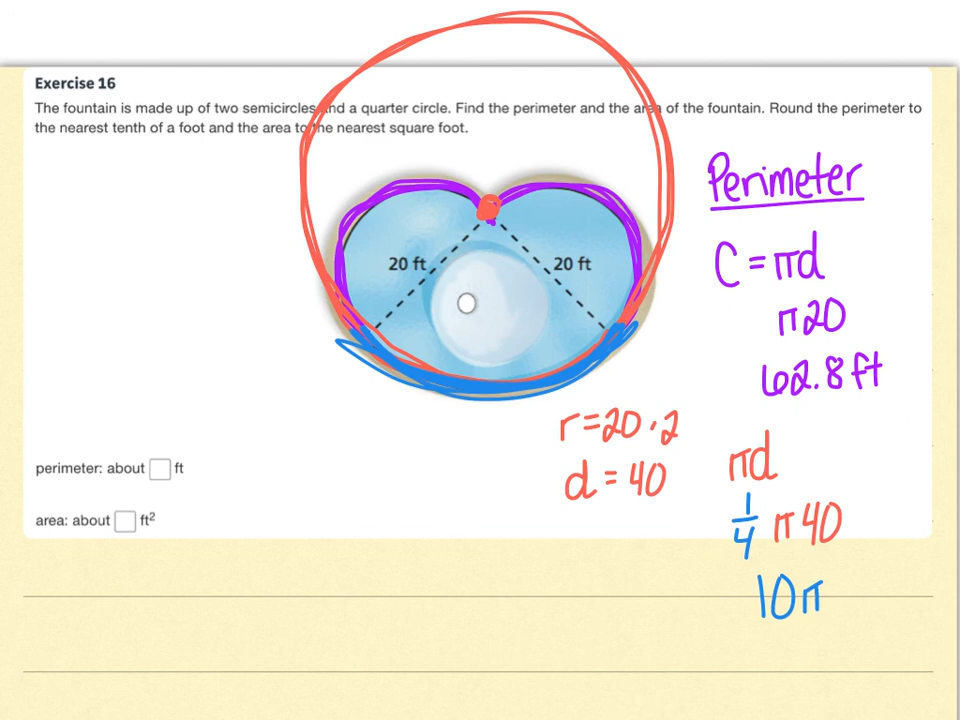 Exercise 16
The fountain is made up of two semicircles and a quarter circle. Find the perimeter and the area of the fountain. Round the perimeter to
the nearest tenth of a foot and the area to the nearest square foot.
Perimeter
C = πd
20 ft
20 ft
π20
62.8 ft
r=20·2
πd
perimeter: about ft
d = 40
1/4 π40
area: about ft²
10π